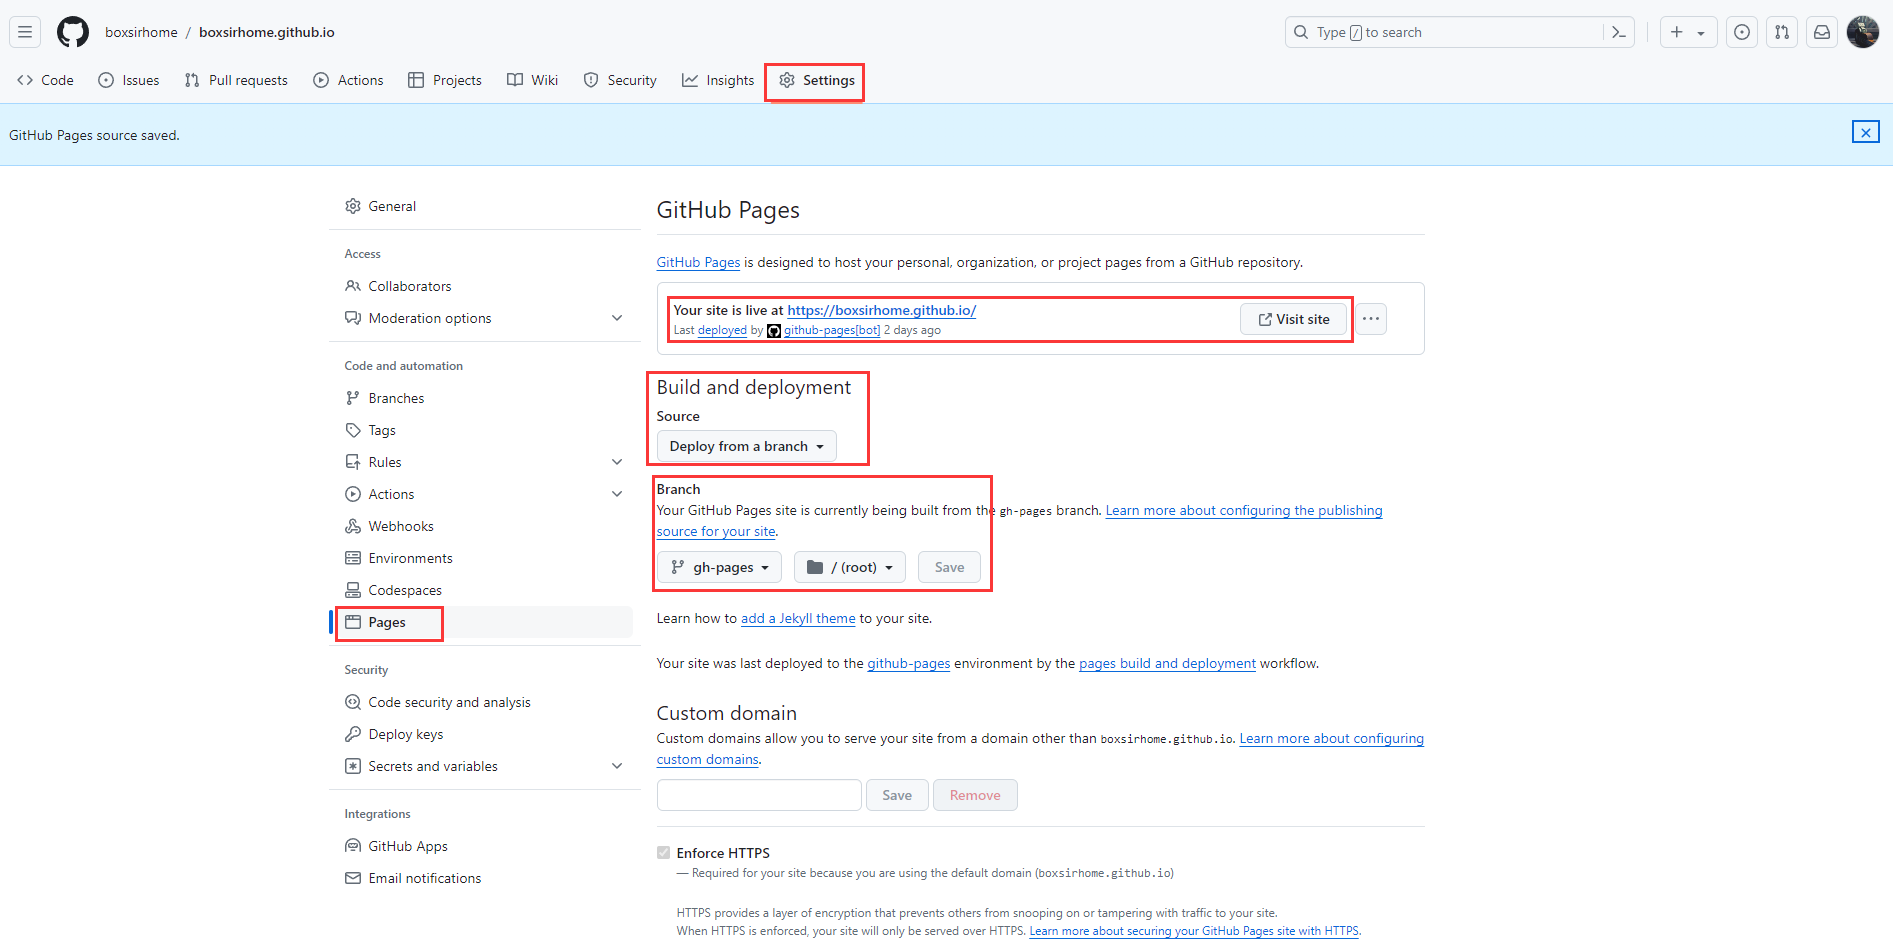 boxsirhome / boxsirhome.github.io
Type / to search
Code Issues Pull requests Actions Projects Wiki Security Insights Settings
GitHub Pages source saved.
General
Access
Collaborators
Moderation options
Code and automation
Branches
Tags
Rules
Actions
Webhooks
Environments
Codespaces
Pages
Security
Code security and analysis
Deploy keys
Secrets and variables
Integrations
GitHub Apps
Email notifications
GitHub Pages
GitHub Pages is designed to host your personal, organization, or project pages from a GitHub repository.
Your site is live at https://boxsirhome.github.io/
Last deployed by github-pages[bot] 2 days ago
Visit site
Build and deployment
Source
Deploy from a branch
Branch
Your GitHub Pages site is currently being built from the gh-pages branch. Learn more about configuring the publishing
source for your site.
gh-pages / (root) Save
Learn how to add a Jekyll theme to your site.
Your site was last deployed to the github-pages environment by the pages build and deployment workflow.
Custom domain
Custom domains allow you to serve your site from a domain other than boxsirhome.github.io. Learn more about configuring
custom domains.
Save Remove
Enforce HTTPS
— Required for your site because you are using the default domain (boxsirhome.github.io)
HTTPS provides a layer of encryption that prevents others from snooping on or tampering with traffic to your site.
When HTTPS is enforced, your site will only be served over HTTPS. Learn more about securing your GitHub Pages site with HTTPS.